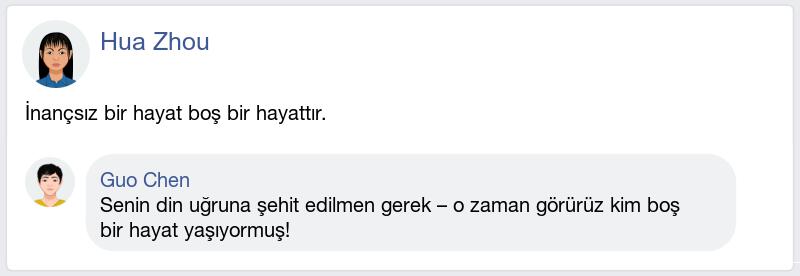 Hua Zhou
İnançsız bir hayat boş bir hayattır.
Guo Chen
Senin din uğruna şehit edilmen gerek – o zaman görürüz kim boş
bir hayat yaşıyormuş!